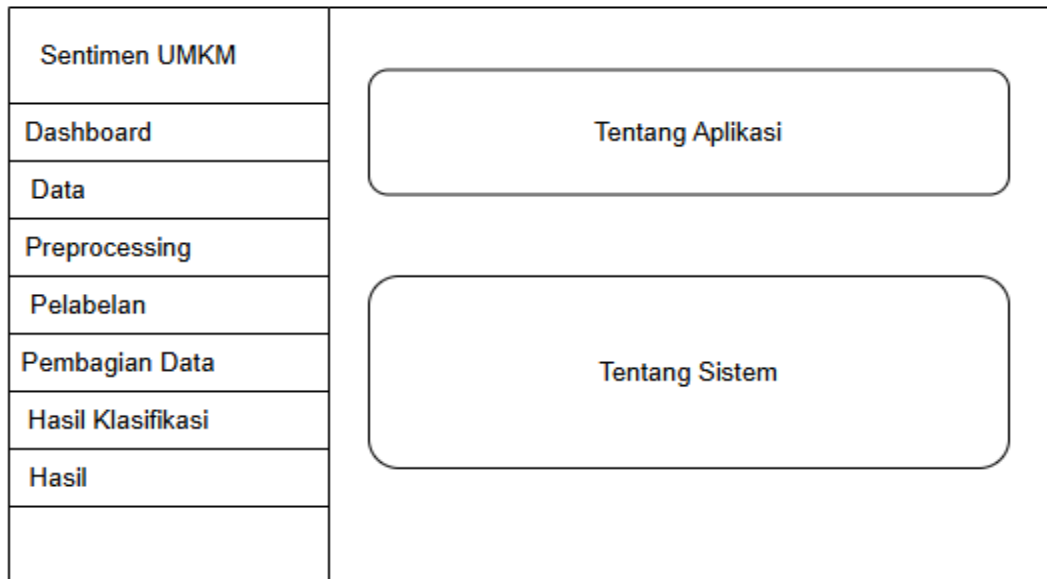 Sentimen UMKM
Dashboard
Data
Preprocessing
Pelabelan
Pembagian Data
Hasil Klasifikasi
Hasil
Tentang Aplikasi
Tentang Sistem